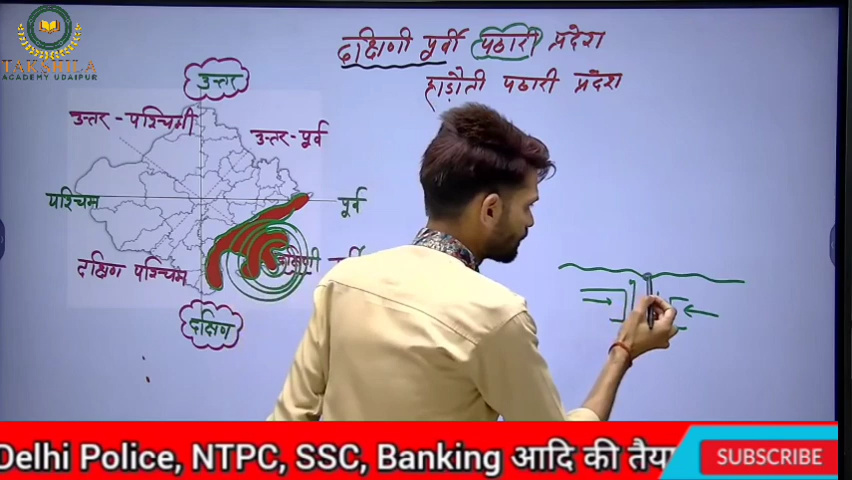 TAKSHILA
ACADEMY UDAIPUR
दक्षिणी पूर्वी पठारी प्रदेश
हाड़ौती पठारी प्रदेश
उत्तर
उत्तर-पश्चिमी
उत्तर-पूर्व
पश्चिम
पूर्व
दक्षिण पश्चिम
दक्षिण
Delhi Police, NTPC, SSC, Banking आदि की तैया
SUBSCRIBE